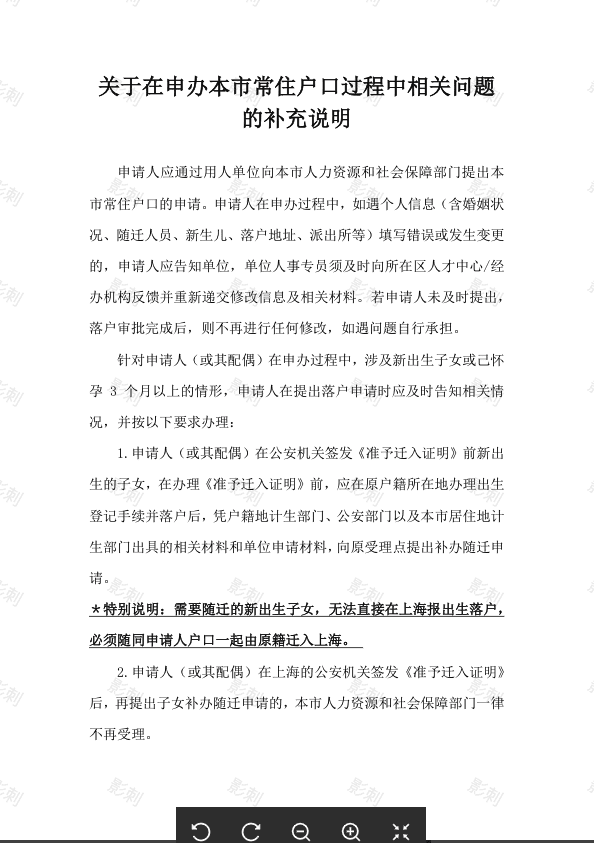 关于在申办本市常住户口过程中相关问题
的补充说明
申请人应通过用人单位向本市人力资源和社会保障部门提出本
市常住户口的申请。申请人在申办过程中，如遇个人信息（含婚姻状
况、随迁人员、新生儿、落户地址、派出所等）填写错误或发生变更
的，申请人应告知单位，单位人事专员须及时向所在区人才中心/经
办机构反馈并重新递交修改信息及相关材料。若申请人未及时提出，
落户审批完成后，则不再进行任何修改，如遇问题自行承担。
针对申请人（或其配偶）在申办过程中，涉及新出生子女或己怀
孕 3 个月以上的情形，申请人在提出落户申请时应及时告知相关情
况，并按以下要求办理：
1.申请人（或其配偶）在公安机关签发《准予迁入证明》前新出
生的子女，在办理《准予迁入证明》前，应在原户籍所在地办理出生
登记手续并落户后，凭户籍地计生部门、公安部门以及本市居住地计
生部门出具的相关材料和单位申请材料，向原受理点提出补办随迁申
请。
＊特别说明：需要随迁的新出生子女，无法直接在上海报出生落户，
必须随同申请人户口一起由原籍迁入上海。
2.申请人（或其配偶）在上海的公安机关签发《准予迁入证明》
后，再提出子女补办随迁申请的，本市人力资源和社会保障部门一律
不再受理。